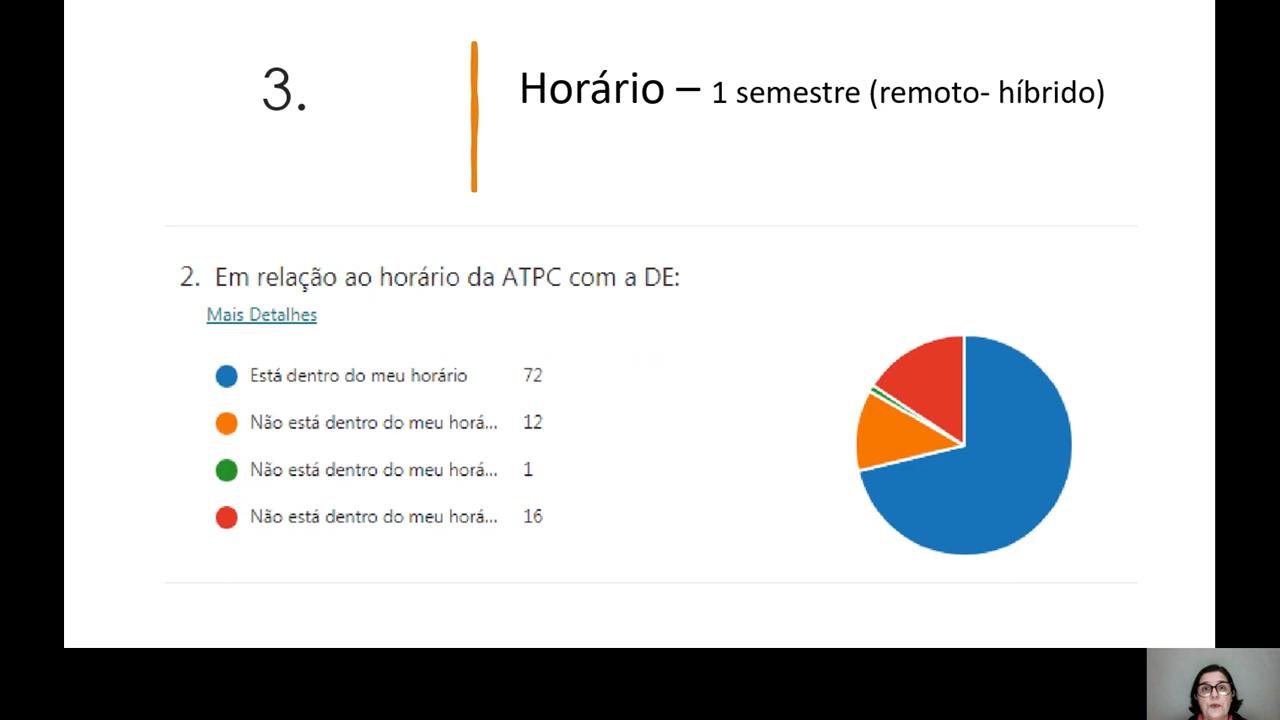 3.
Horário – 1 semestre (remoto- híbrido)
2. Em relação ao horário da ATPC com a DE:
Mais Detalhes
Está dentro do meu horário 72
Não está dentro do meu horá... 12
Não está dentro do meu horá... 1
Não está dentro do meu horá... 16